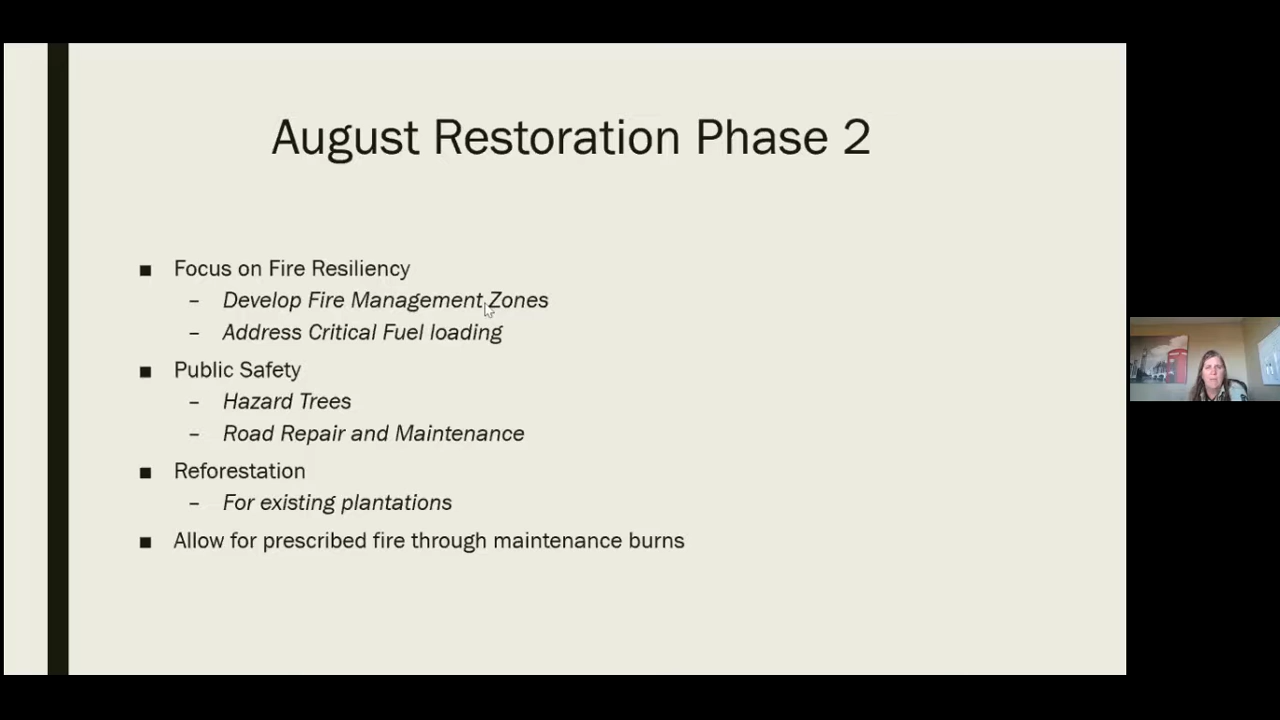 August Restoration Phase 2
■ Focus on Fire Resiliency
– Develop Fire Management Zones
– Address Critical Fuel loading
■ Public Safety
– Hazard Trees
– Road Repair and Maintenance
■ Reforestation
– For existing plantations
■ Allow for prescribed fire through maintenance burns